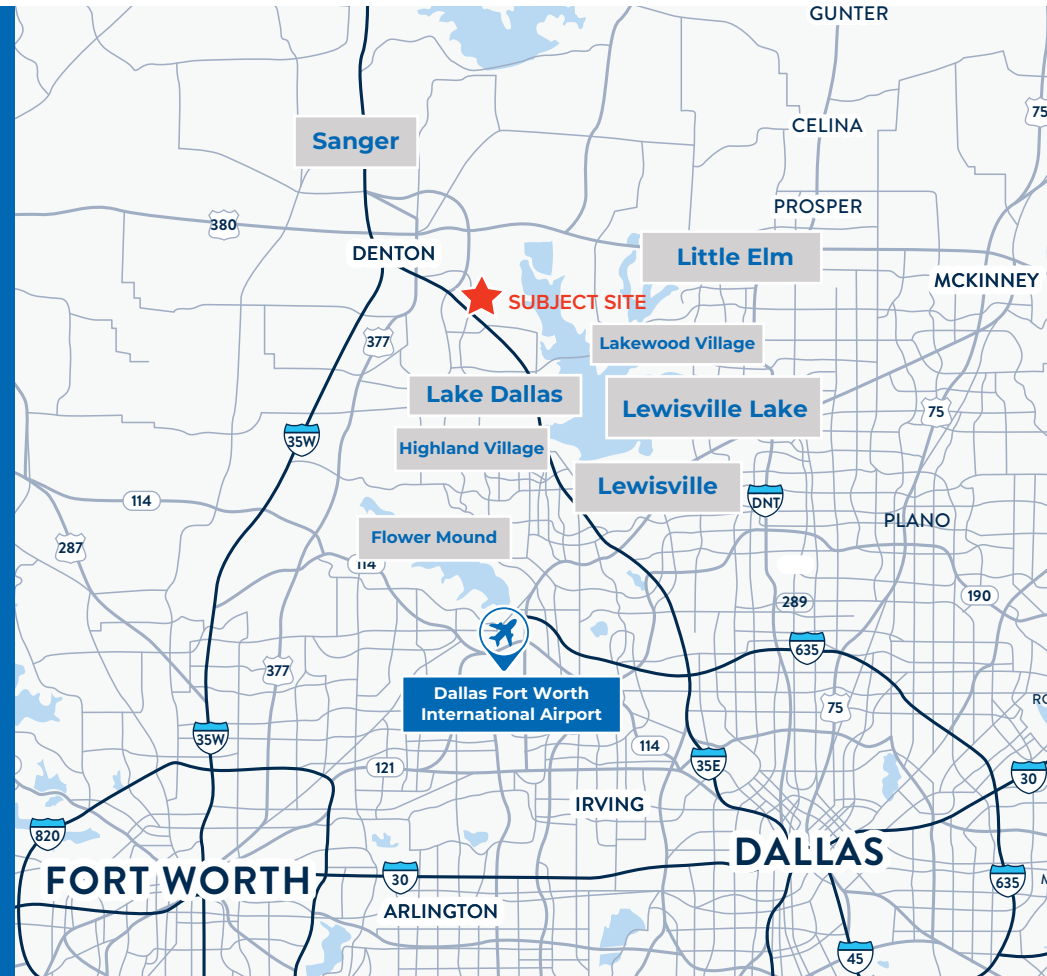 GUNTER
75
CELINA
Sanger
PROSPER
380
DENTON
Little Elm
MCKINNEY
SUBJECT SITE
377
Lakewood Village
Lake Dallas
Lewisville Lake
75
35W
Highland Village
Lewisville
114
DNT
PLANO
287
Flower Mound
114
289
190
635
377
Dallas Fort Worth
International Airport
75
35W
114
121
35E
30
IRVING
820
DALLAS
FORT WORTH
30
635
ARLINGTON
45